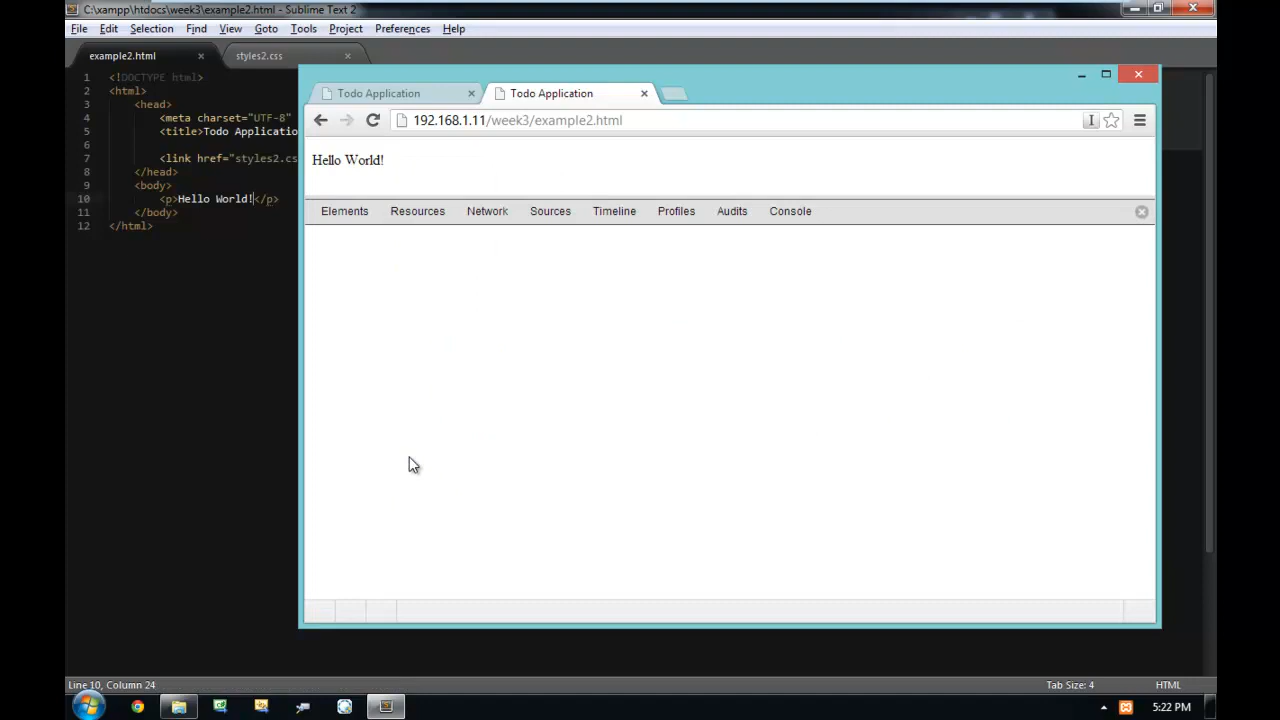 C:\xampp\htdocs\week3\example2.html - Sublime Text 2
File Edit Selection Find View Goto Tools Project Preferences Help
example2.html styles2.css
1 <!DOCTYPE html>
2 <html>
3 <head>
4 <meta charset="UTF-8"
5 <title>Todo Applicatio
6
7 <link href="styles2.cs
8 </head>
9 <body>
10 <p>Hello World!</p>
11 </body>
12 </html>
Todo Application Todo Application
192.168.1.11/week3/example2.html
Hello World!
Elements Resources Network Sources Timeline Profiles Audits Console
Line 10, Column 24 Tab Size: 4 HTML
5:22 PM